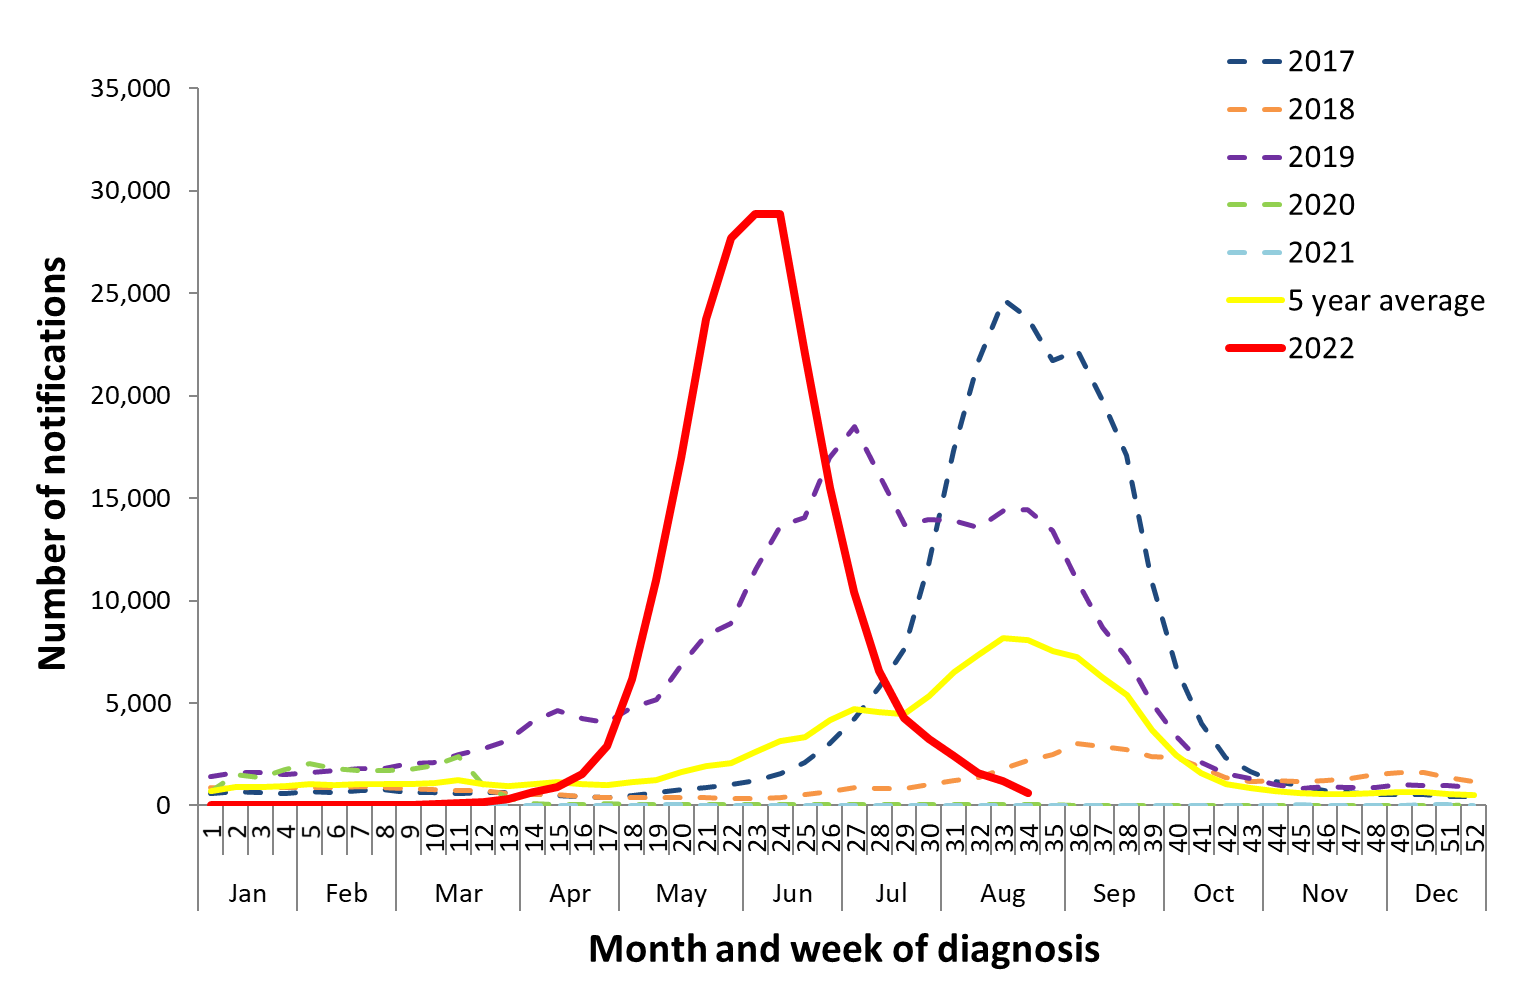 2017
2018
2019
2020
2021
5 year average
2022
35,000
30,000
25,000
20,000
15,000
10,000
5,000
0
Number of notifications
1 2 3 4 5 6 7 8 9 10 11 12 13 14 15 16 17 18 19 20 21 22 23 24 25 26 27 28 29 30 31 32 33 34 35 36 37 38 39 40 41 42 43 44 45 46 47 48 49 50 51 52
Jan Feb Mar Apr May Jun Jul Aug Sep Oct Nov Dec
Month and week of diagnosis